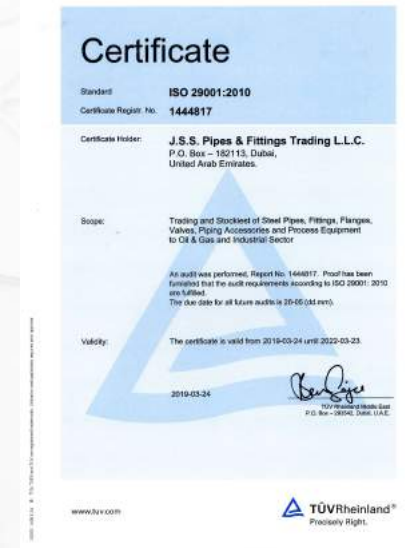 Certificate
Standard ISO 29001:2010
Certificate Registr. No. 1444817
Certificate Holder: J.S.S. Pipes & Fittings Trading L.L.C.
P.O. Box – 182113, Dubai,
United Arab Emirates.
Scope: Trading and Stockiest of Steel Pipes, Fittings, Flanges,
Valves, Piping Accessories and Process Equipment
to Oil & Gas and Industrial Sector
An audit was performed, Report No. 1444817. Proof has been
furnished that the audit requirements according to ISO 29001: 2010
are fulfilled.
The due date for all future audits is 26-06 (dd.mm).
Validity: The certificate is valid from 2019-03-24 until 2022-03-23.
2019-03-24
TÜV Rheinland Middle East
P.O. Box – Dubai, U.A.E.
www.tuv.com
TÜVRheinland®
Precisely Right.